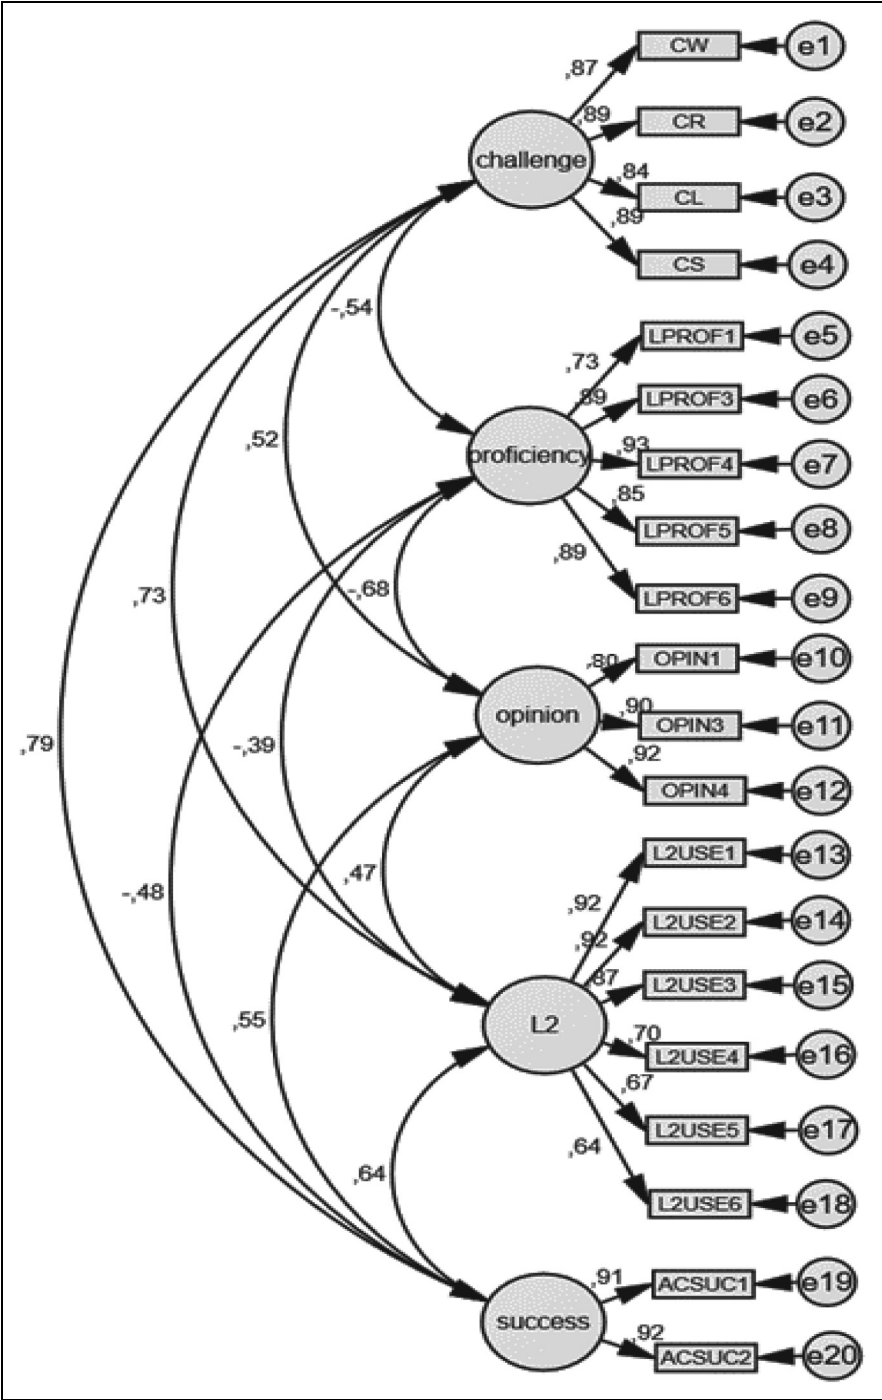 CW e1
,87
,89
CR e2
challenge
,84
CL e3
,89
CS e4
-,54
LPROF1 e5
,73
,89
LPROF3 e6
,52
,93
proficiency
LPROF4 e7
,85
LPROF5 e8
,89
-,68
,73
LPROF6 e9
,80
OPIN1 e10
,90
opinion
OPIN3 e11
,79
-,39
,92
OPIN4 e12
L2USE1 e13
,47
-,48
,92
L2USE2 e14
,92
,87
L2USE3 e15
,55
L2
,70
L2USE4 e16
,67
L2USE5 e17
,64
,64
L2USE6 e18
,91
ACSUC1 e19
success
,92
ACSUC2 e20